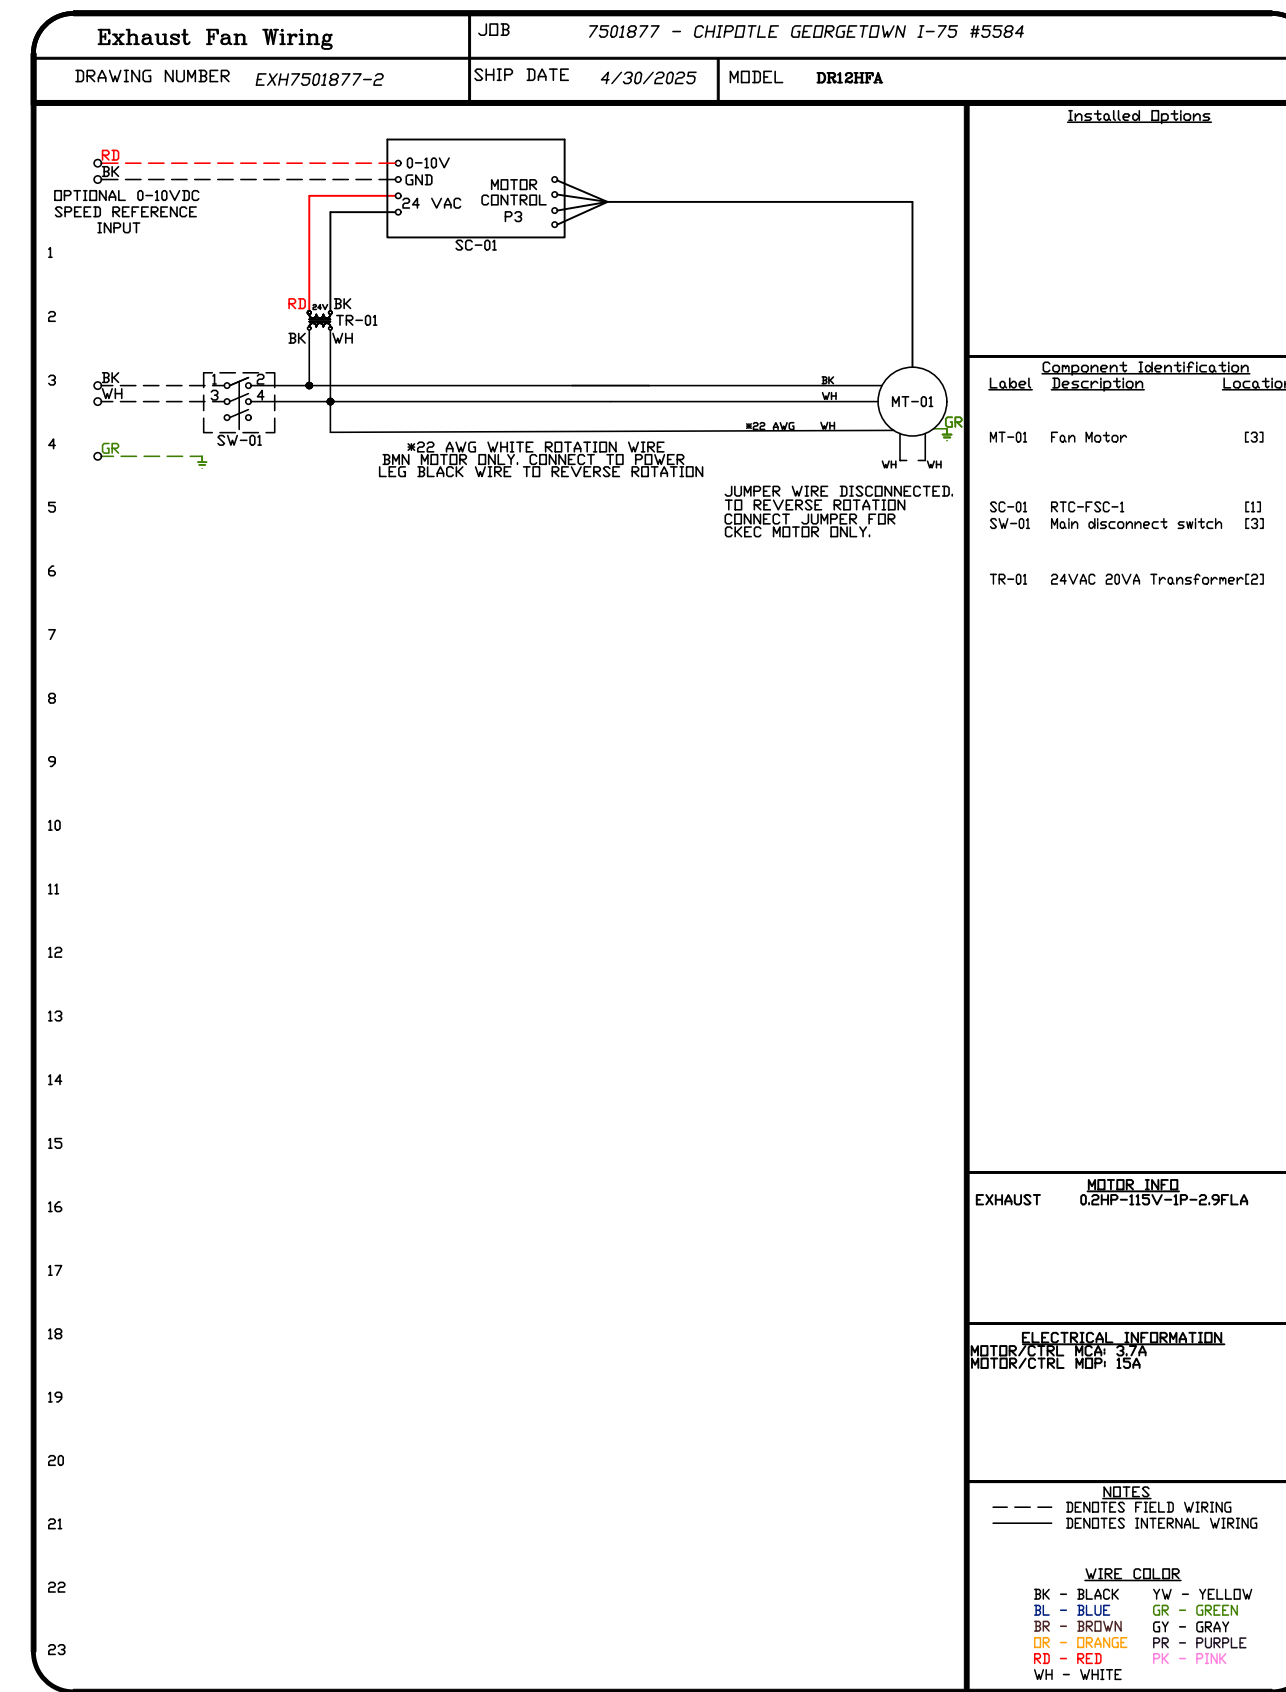 Exhaust Fan Wiring
JOB 7501877 - CHIPOTLE GEORGETOWN I-75 #5584
DRAWING NUMBER EXH7501877-2
SHIP DATE 4/30/2025
MODEL DR12HFA
RD
BK
OPTIONAL 0-10VDC
SPEED REFERENCE
INPUT
0-10V
GND
24 VAC
MOTOR
CONTROL
P3
SC-01
RD 24V BK
TR-01
BK WH
BK
WH
1 2
3 4
SW-01
GR
BK
WH
*22 AWG WH
MT-01
GR
WH WH
*22 AWG WHITE ROTATION WIRE
BMN MOTOR ONLY. CONNECT TO POWER
LEG BLACK WIRE TO REVERSE ROTATION
JUMPER WIRE DISCONNECTED.
TO REVERSE ROTATION
CONNECT JUMPER FOR
CKEC MOTOR ONLY.
1
2
3
4
5
6
7
8
9
10
11
12
13
14
15
16
17
18
19
20
21
22
23
Installed Options
Component Identification
Label Description Location
MT-01 Fan Motor [3]
SC-01 RTC-FSC-1 [1]
SW-01 Main disconnect switch [3]
TR-01 24VAC 20VA Transformer[2]
MOTOR INFO
EXHAUST 0.2HP-115V-1P-2.9FLA
ELECTRICAL INFORMATION
MOTOR/CTRL MCA: 3.7A
MOTOR/CTRL MOP: 15A
NOTES
DENOTES FIELD WIRING
DENOTES INTERNAL WIRING
WIRE COLOR
BK - BLACK YW - YELLOW
BL - BLUE GR - GREEN
BR - BROWN GY - GRAY
OR - ORANGE PR - PURPLE
RD - RED PK - PINK
WH - WHITE